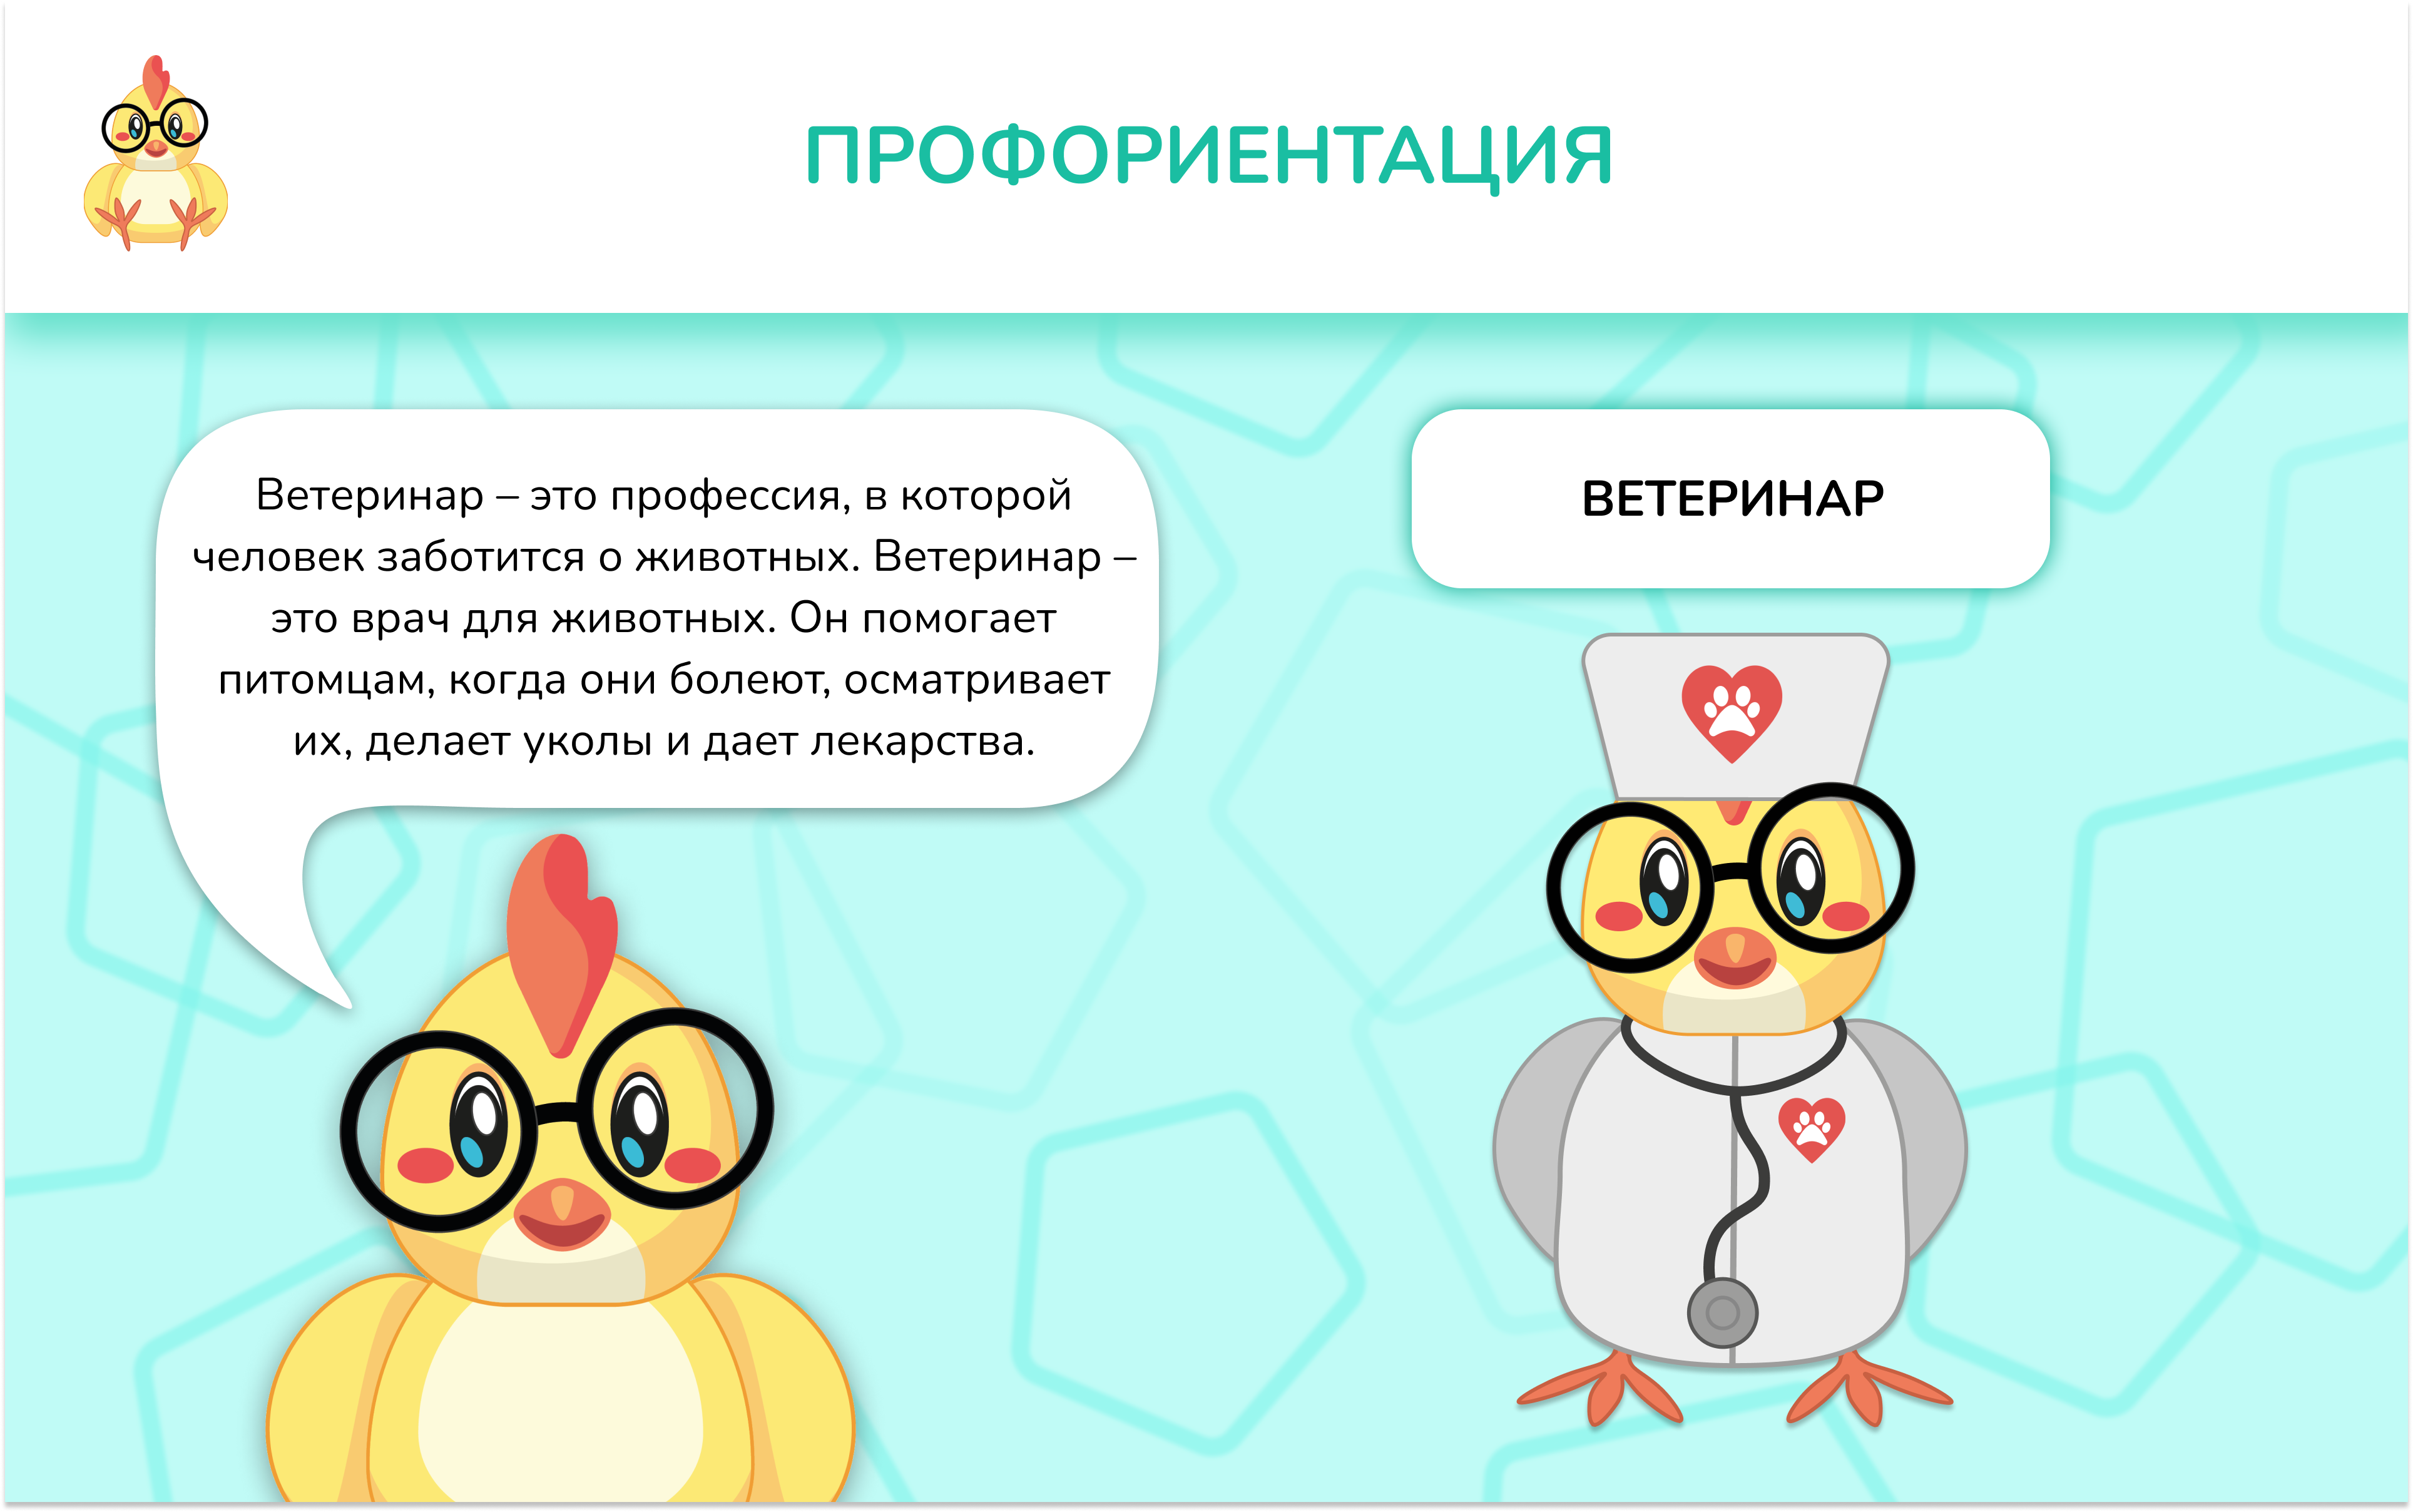 ПРОФОРИЕНТАЦИЯ
Ветеринар – это профессия, в которой
человек заботится о животных. Ветеринар –
это врач для животных. Он помогает
питомцам, когда они болеют, осматривает
их, делает уколы и дает лекарства.
ВЕТЕРИНАР